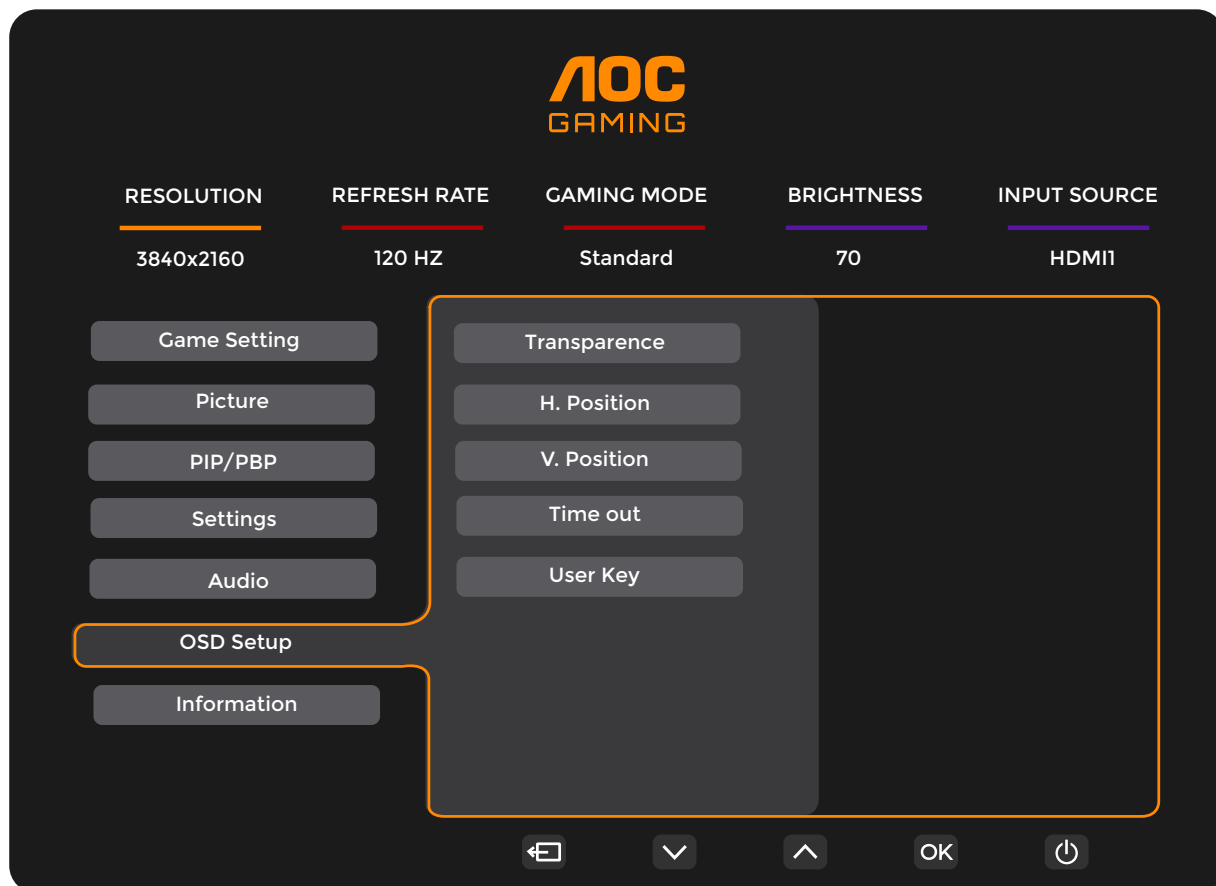 AOC
GAMING
RESOLUTION REFRESH RATE GAMING MODE BRIGHTNESS INPUT SOURCE
3840x2160 120 HZ Standard 70 HDMI1
Game Setting Transparence
Picture H. Position
PIP/PBP V. Position
Settings Time out
Audio User Key
OSD Setup
Information
OK